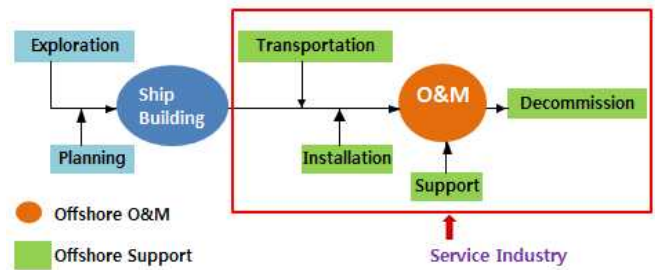 Exploration
Transportation
Ship
Building
O&M
Decommission
Planning
Installation
Support
Offshore O&M
Offshore Support
Service Industry